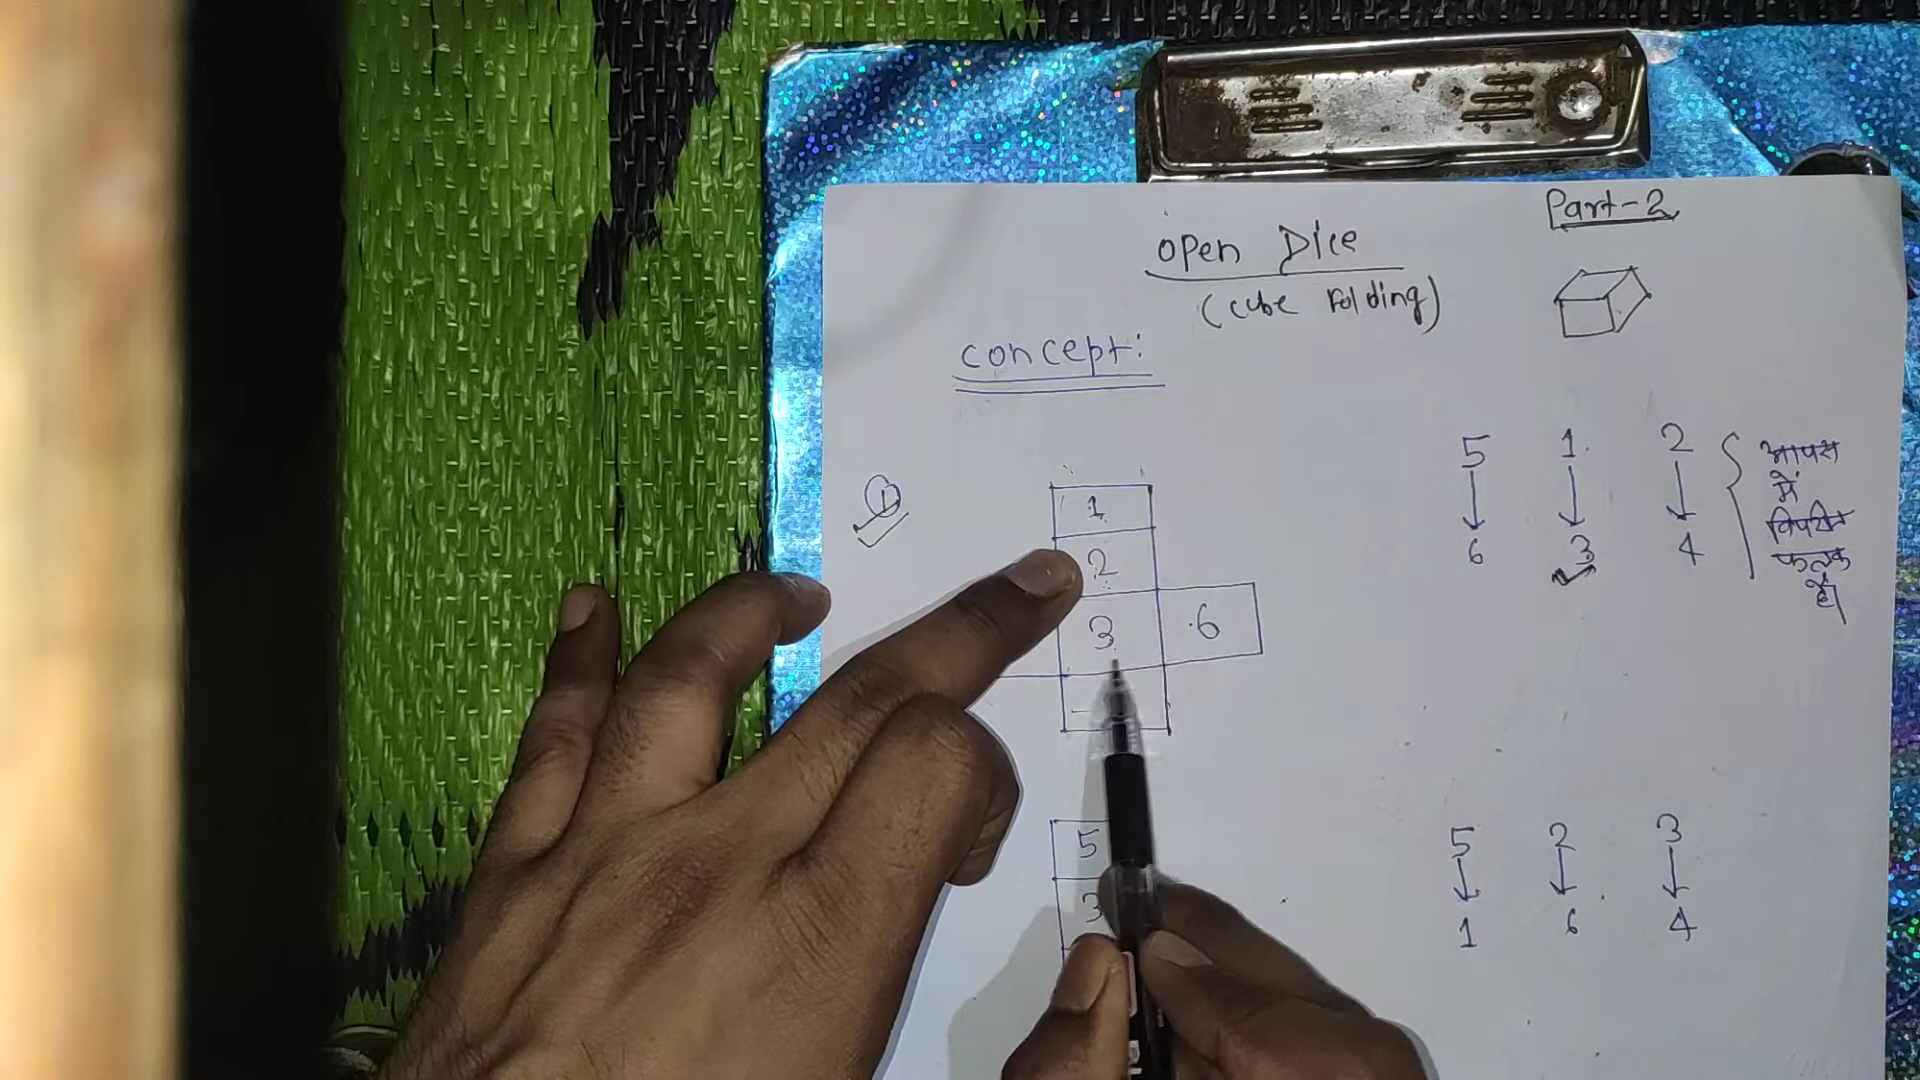 Part-2
Open Dice
(cube Folding)
concept:
5 1 2
6 3 4
आपस
में
विपरीत
फलक
हैं।
1
1
2
3 6
5
3
5 2 3
1 6 4